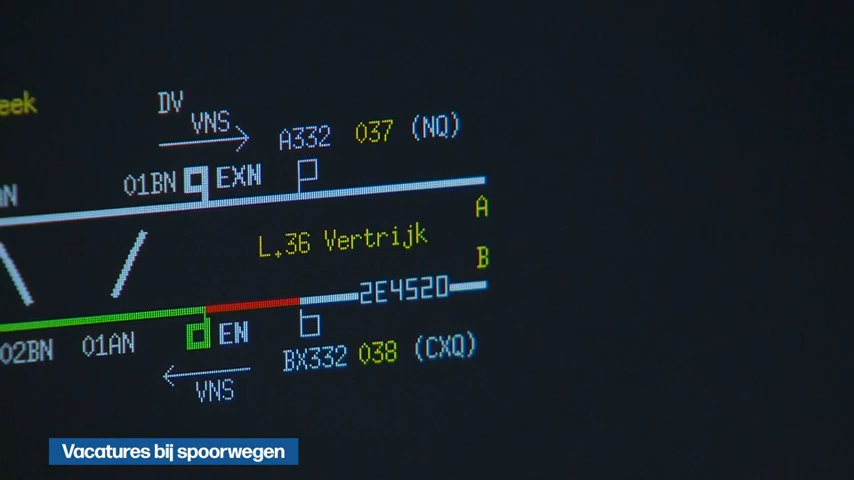 DV
VNS
A332 037 (NQ)
01BN EXN
A
L.36 Vertrijk
B
2E4520
02BN 01AN EN
BX332 038 (CXQ)
VNS
Vacatures bij spoorwegen